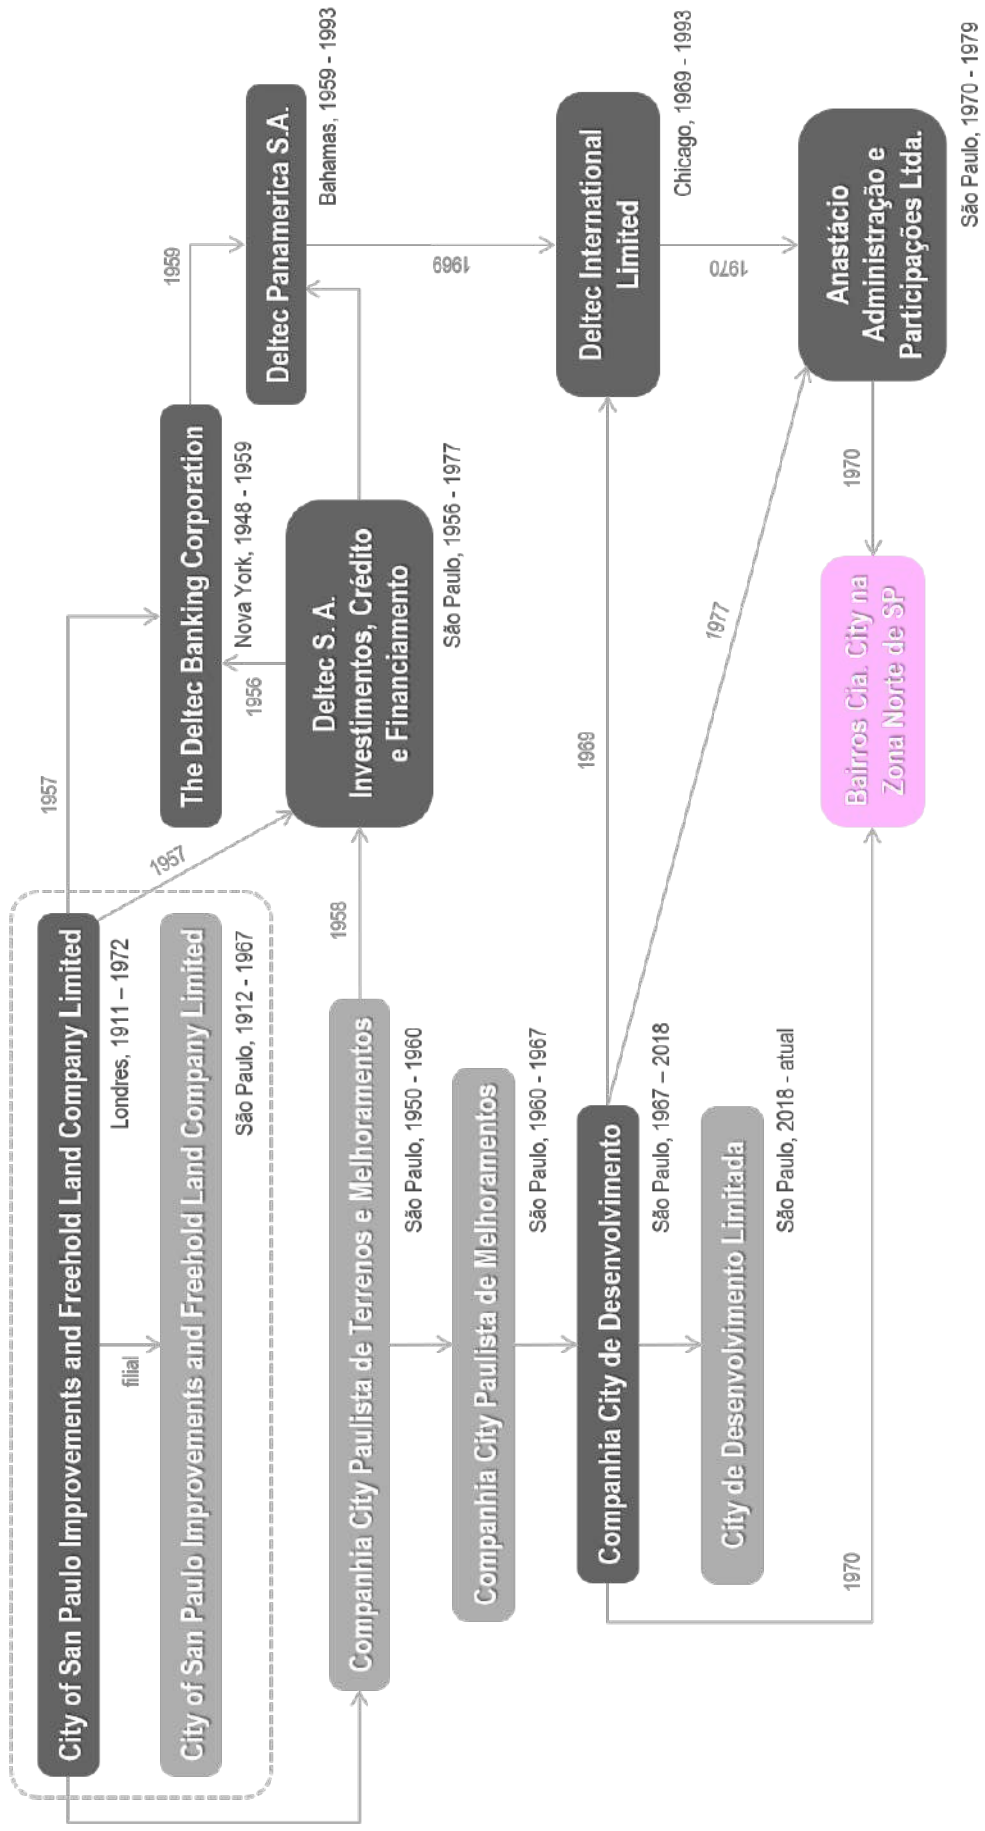 City of San Paulo Improvements and Freehold Land Company Limited
Londres, 1911 – 1972
filial
City of San Paulo Improvements and Freehold Land Company Limited
São Paulo, 1912 - 1967
1957
1957
The Deltec Banking Corporation
Nova York, 1948 - 1959
1959
Deltec Panamerica S.A.
Bahamas, 1959 - 1993
1956
Deltec S. A.
Investimentos, Crédito
e Financiamento
São Paulo, 1956 - 1977
Companhia City Paulista de Terrenos e Melhoramentos
São Paulo, 1950 - 1960
1958
Companhia City Paulista de Melhoramentos
São Paulo, 1960 - 1967
1969
Companhia City de Desenvolvimento
São Paulo, 1967 – 2018
1969
Deltec International
Limited
Chicago, 1969 - 1993
City de Desenvolvimento Limitada
São Paulo, 2018 - atual
1977
1970
Anastácio
Administração e
Participações Ltda.
São Paulo, 1970 - 1979
1970
Bairros Cia. City na
Zona Norte de SP
1970